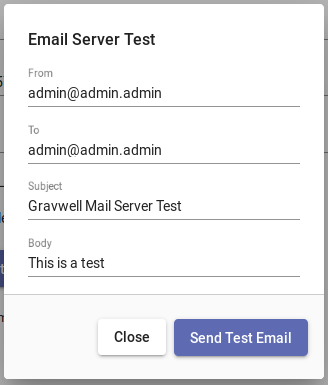 Email Server Test
From
admin@admin.admin
To
admin@admin.admin
Subject
Gravwell Mail Server Test
Body
This is a test
Close
Send Test Email